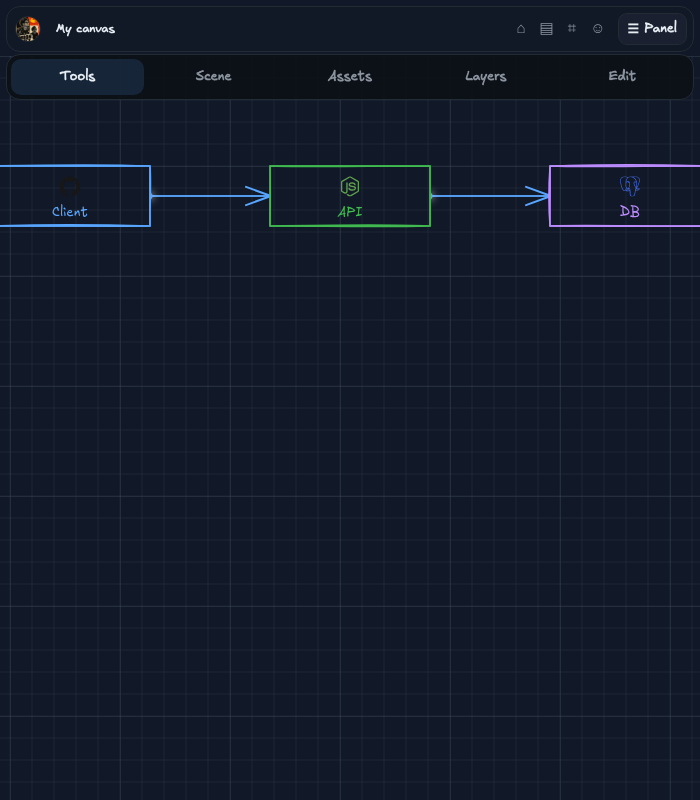 My canvas
Panel
Tools
Scene
Assets
Layers
Edit
Client
JS
API
DB